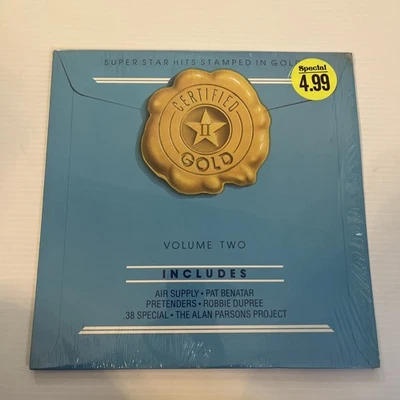 SUPER STAR HITS STAMPED IN GOLD
Special
4.99
CERTIFIED
II
GOLD
VOLUME TWO
INCLUDES
AIR SUPPLY • PAT BENATAR
PRETENDERS • ROBBIE DUPREE
.38 SPECIAL • THE ALAN PARSONS PROJECT